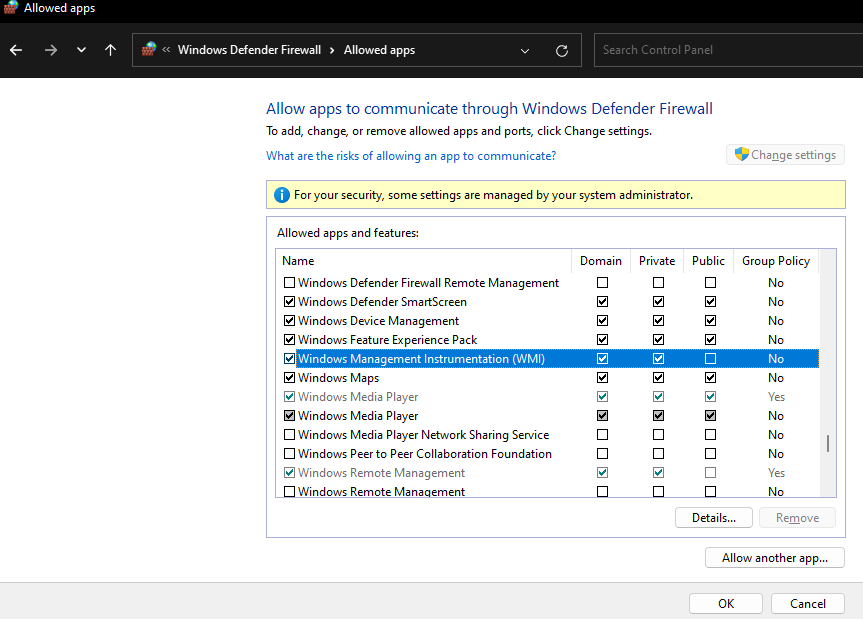 Allowed apps
« Windows Defender Firewall › Allowed apps
Search Control Panel
Allow apps to communicate through Windows Defender Firewall
To add, change, or remove allowed apps and ports, click Change settings.
What are the risks of allowing an app to communicate?
Change settings
For your security, some settings are managed by your system administrator.
Allowed apps and features:
Name Domain Private Public Group Policy
Windows Defender Firewall Remote Management No
Windows Defender SmartScreen No
Windows Device Management No
Windows Feature Experience Pack No
Windows Management Instrumentation (WMI) No
Windows Maps No
Windows Media Player Yes
Windows Media Player No
Windows Media Player Network Sharing Service No
Windows Peer to Peer Collaboration Foundation No
Windows Remote Management Yes
Windows Remote Management No
Details... Remove
Allow another app...
OK Cancel